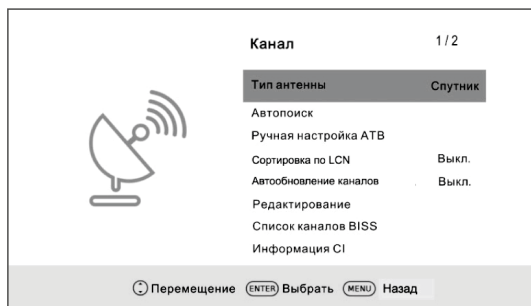 Канал 1 / 2
Тип антенны Спутник
Автопоиск
Ручная настройка АТВ
Сортировка по LCN Выкл.
Автообновление каналов Выкл.
Редактирование
Список каналов BISS
Информация CI
Перемещение ENTER Выбрать MENU Назад